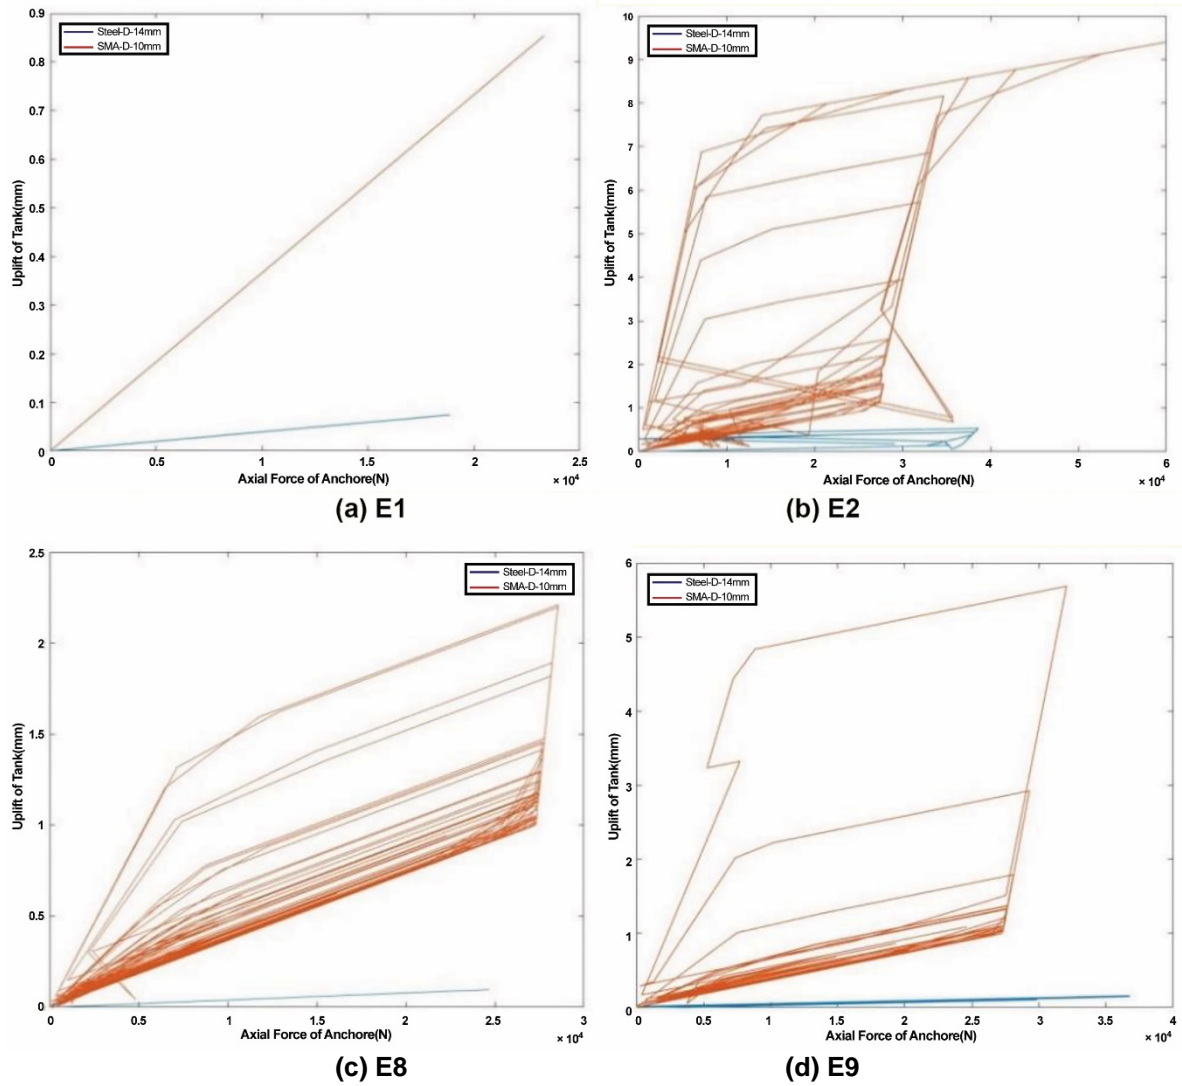 0.9
0.8
0.7
0.6
0.5
0.4
0.3
0.2
0.1
0
Uplift of Tank(mm)
Steel-D-14mm
SMA-D-10mm
0 0.5 1 1.5 2 2.5
Axial Force of Anchore(N)
× 10⁴
(a) E1
10
9
8
7
6
5
4
3
2
1
0
Uplift of Tank(mm)
Steel-D-14mm
SMA-D-10mm
0 1 2 3 4 5 6
Axial Force of Anchore(N)
× 10⁴
(b) E2
2.5
2
1.5
1
0.5
0
Uplift of Tank(mm)
Steel-D-14mm
SMA-D-10mm
0 0.5 1 1.5 2 2.5 3
Axial Force of Anchore(N)
× 10⁴
(c) E8
6
5
4
3
2
1
0
Uplift of Tank(mm)
Steel-D-14mm
SMA-D-10mm
0 0.5 1 1.5 2 2.5 3 3.5 4
Axial Force of Anchore(N)
× 10⁴
(d) E9